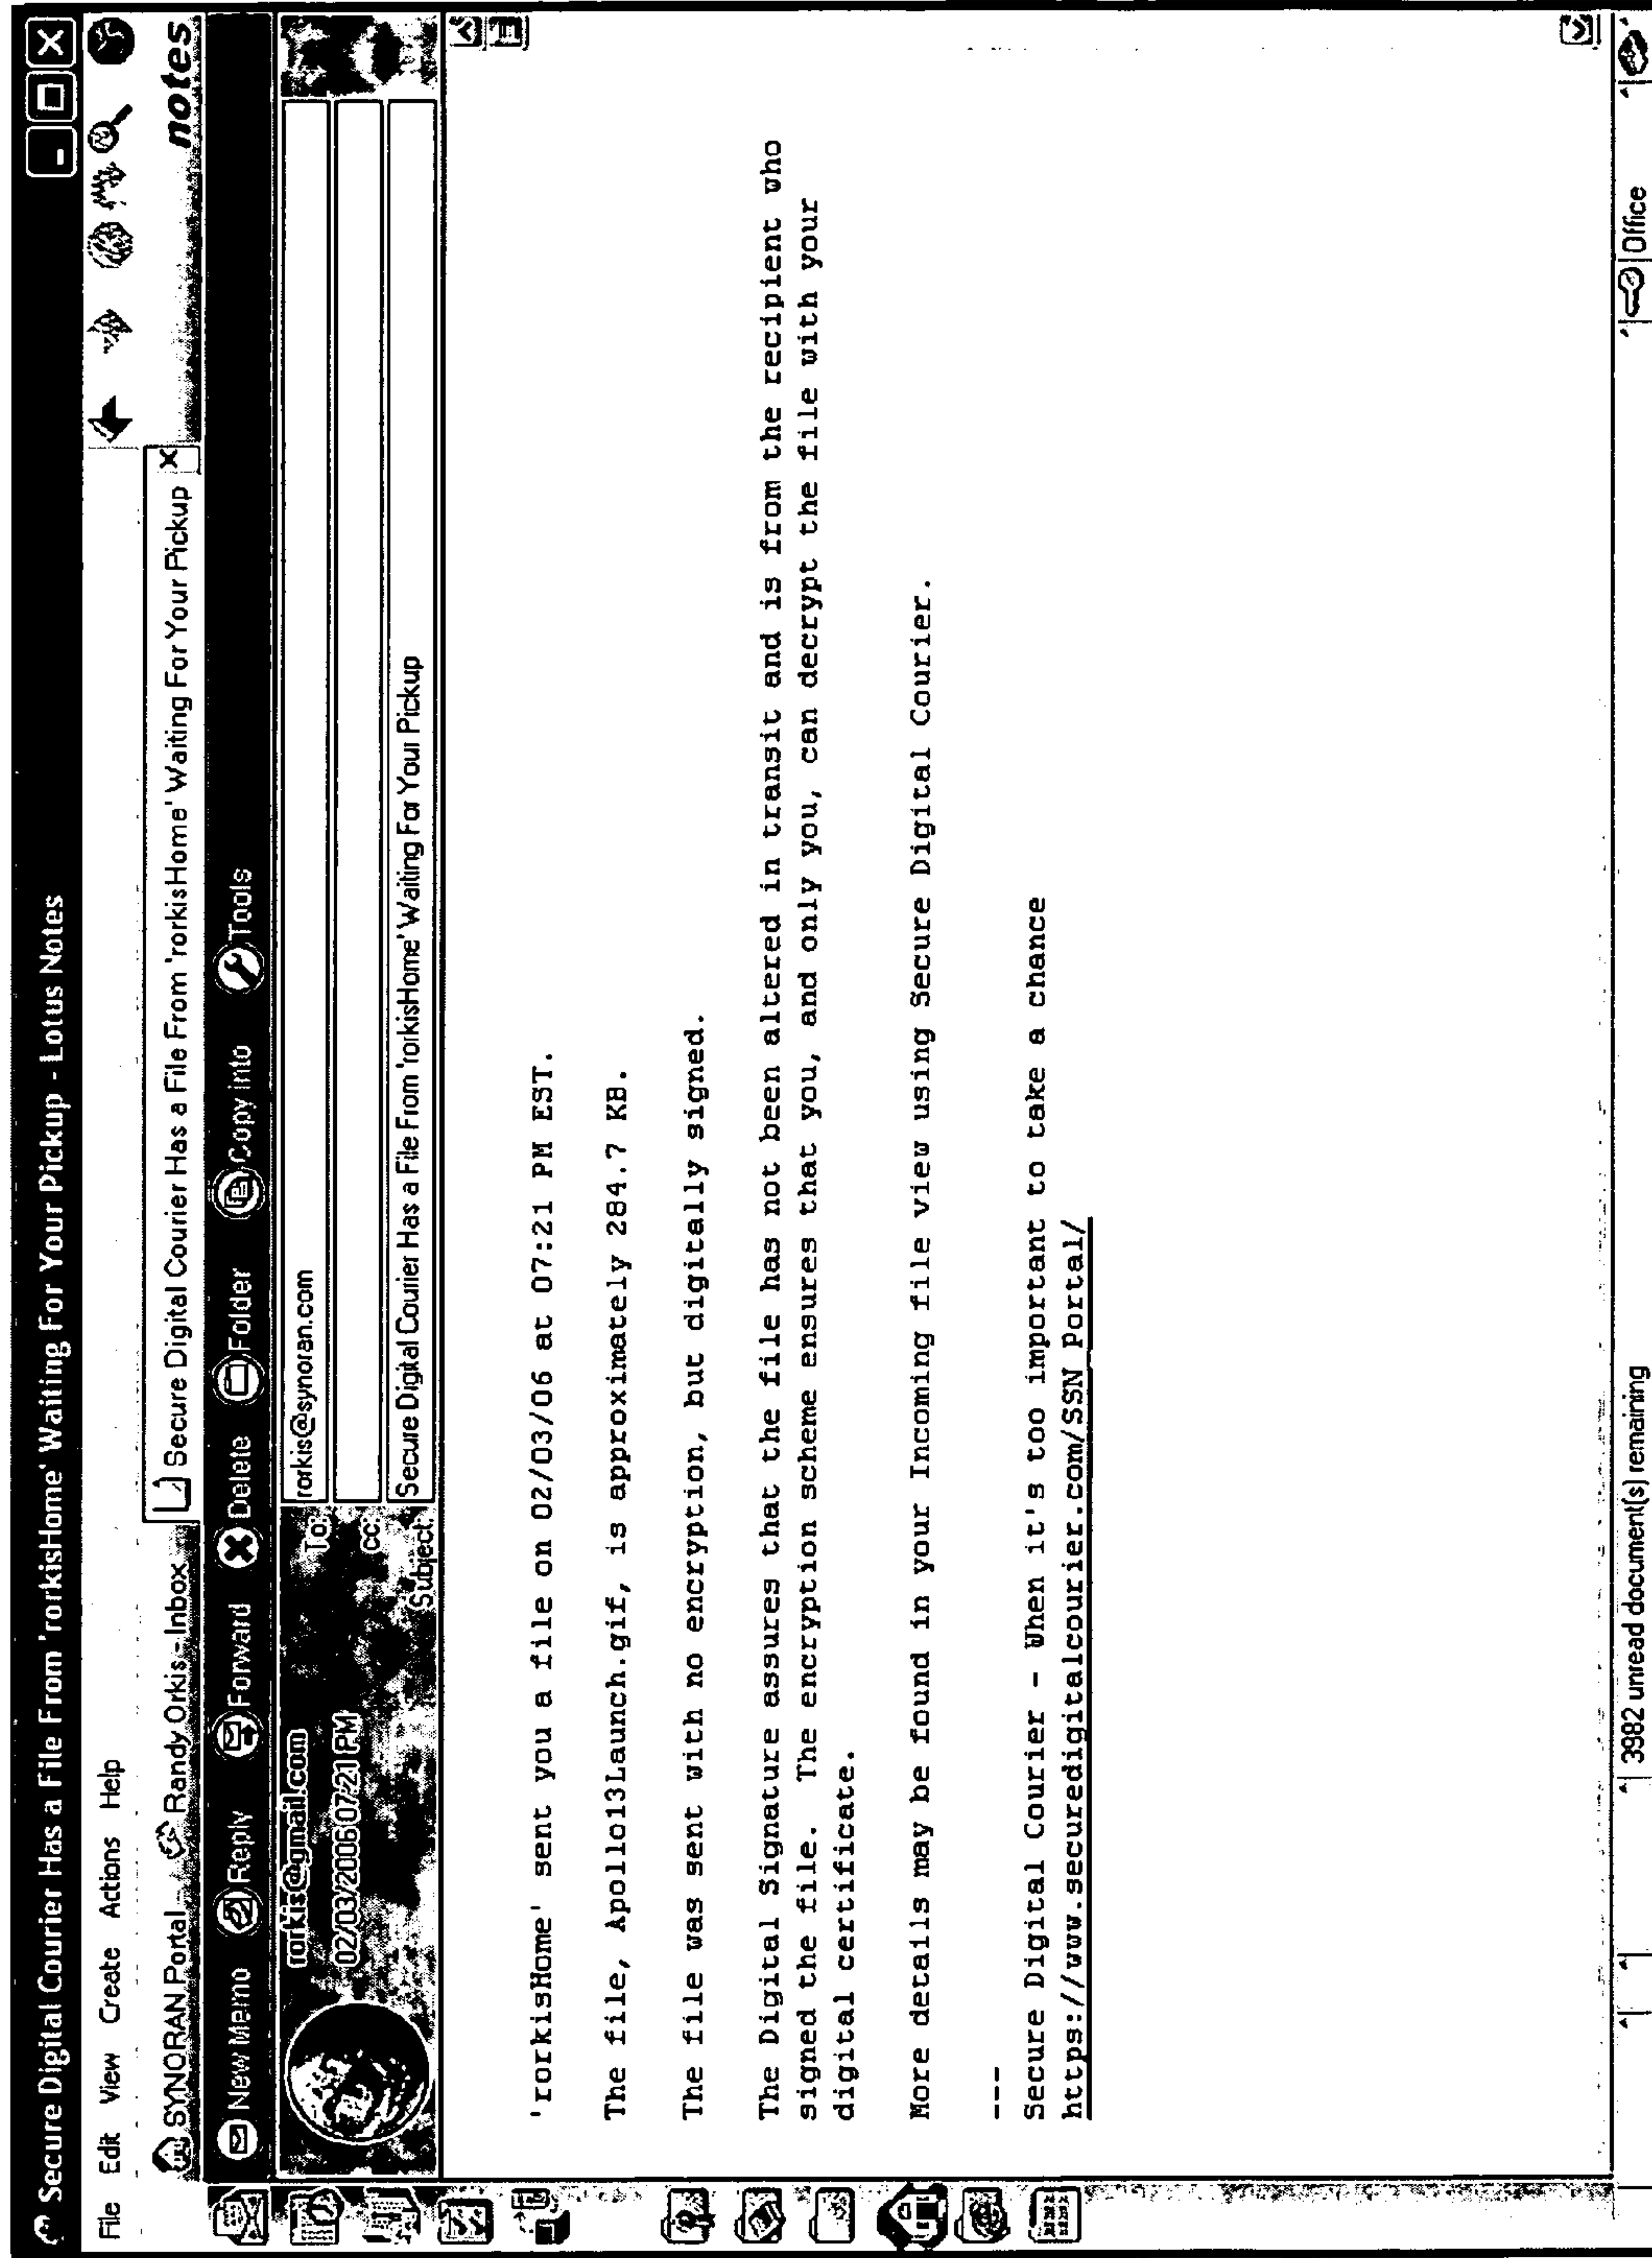 Secure Digital Courier Has a File From 'rorkisHome' Waiting For Your Pickup - Lotus Notes
File Edit View Create Actions Help
SYNORAN Portal Randy Orkis - Inbox Secure Digital Courier Has a File From 'rorkisHome' Waiting For Your Pickup X notes
New Memo Reply Forward Delete Folder Copy into Tools
rorkis@gmail.com To: rorkis@synoran.com
02/03/2006 07:21 PM cc:
Subject: Secure Digital Courier Has a File From 'rorkisHome' Waiting For Your Pickup
'rorkisHome' sent you a file on 02/03/06 at 07:21 PM EST.
The file, Apollo13Launch.gif, is approximately 284.7 KB.
The file was sent with no encryption, but digitally signed.
The Digital Signature assures that the file has not been altered in transit and is from the recipient who
signed the file. The encryption scheme ensures that you, and only you, can decrypt the file with your
digital certificate.
More details may be found in your Incoming file view using Secure Digital Courier.
---
Secure Digital Courier - When it's too important to take a chance
https://www.securedigitalcourier.com/SSN Portal/
3982 unread document(s) remaining Office